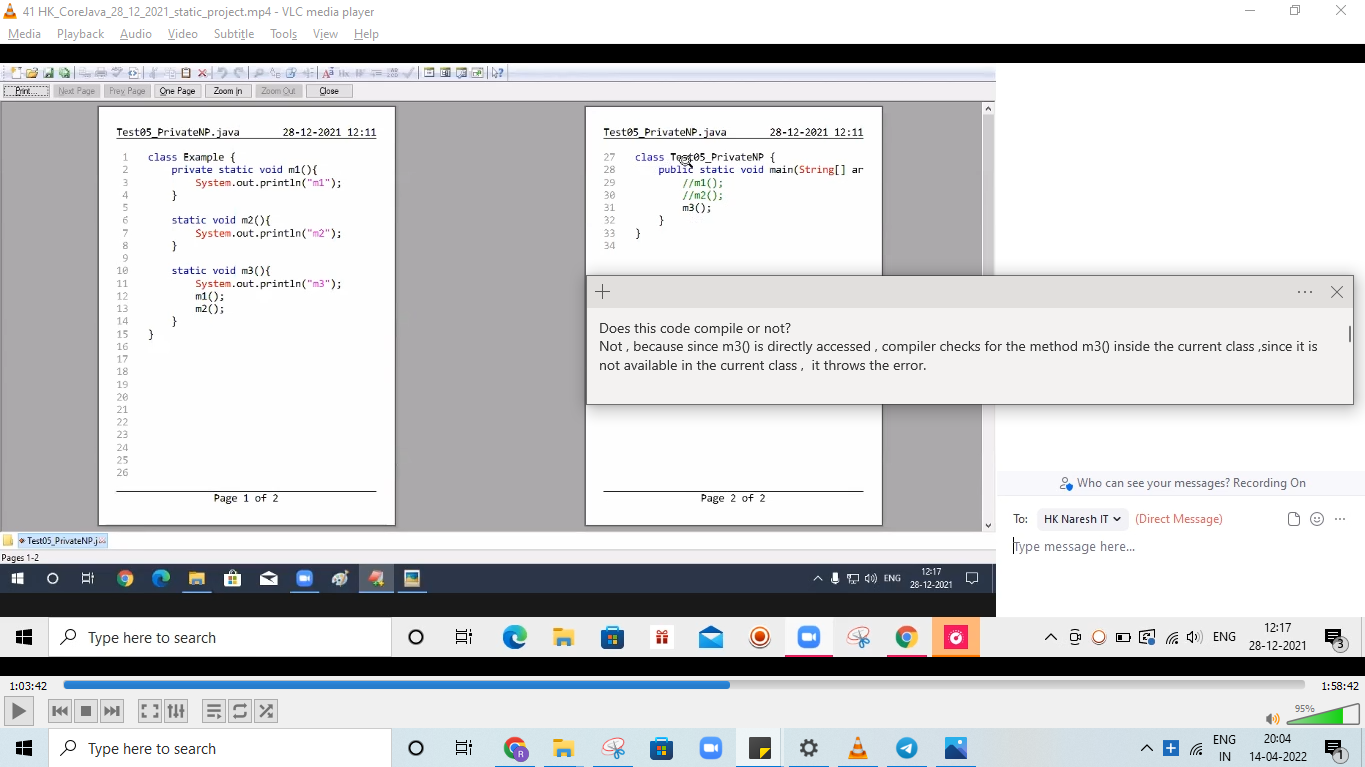 41 HK_CoreJava_28_12_2021_static_project.mp4 - VLC media player
Media Playback Audio Video Subtitle Tools View Help
Print... Next Page Prev Page One Page Zoom In Zoom Out Close
Test05_PrivateNP.java 28-12-2021 12:11
1 class Example {
2 private static void m1(){
3 System.out.println("m1");
4 }
5
6 static void m2(){
7 System.out.println("m2");
8 }
9
10 static void m3(){
11 System.out.println("m3");
12 m1();
13 m2();
14 }
15 }
16
17
18
19
20
21
22
23
24
25
26
Page 1 of 2
Test05_PrivateNP.java 28-12-2021 12:11
27 class Test05_PrivateNP {
28 public static void main(String[] ar
29 //m1();
30 //m2();
31 m3();
32 }
33 }
34
Page 2 of 2
Does this code compile or not?
Not , because since m3() is directly accessed , compiler checks for the method m3() inside the current class ,since it is
not available in the current class , it throws the error.
Who can see your messages? Recording On
To: HK Naresh IT (Direct Message)
Type message here...
Test05_PrivateNP.j
Pages 1-2
ENG 12:17
28-12-2021
Type here to search
ENG 12:17
28-12-2021
3
1:03:42 1:58:42
95%
Type here to search
ENG 20:04
IN 14-04-2022
1